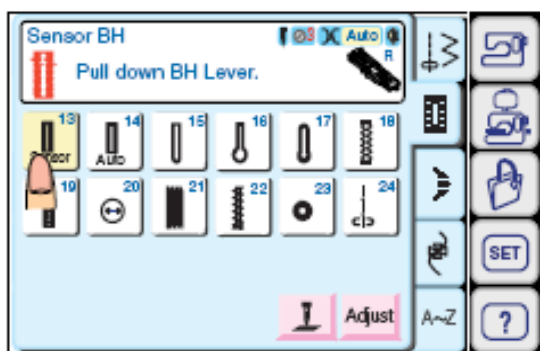 Sensor BH
Ø3 Auto
R
Pull down BH Lever.
13 14 15 16 17 18
Sensor Auto
19 20 21 22 23 24
Adjust
A~Z
SET
?